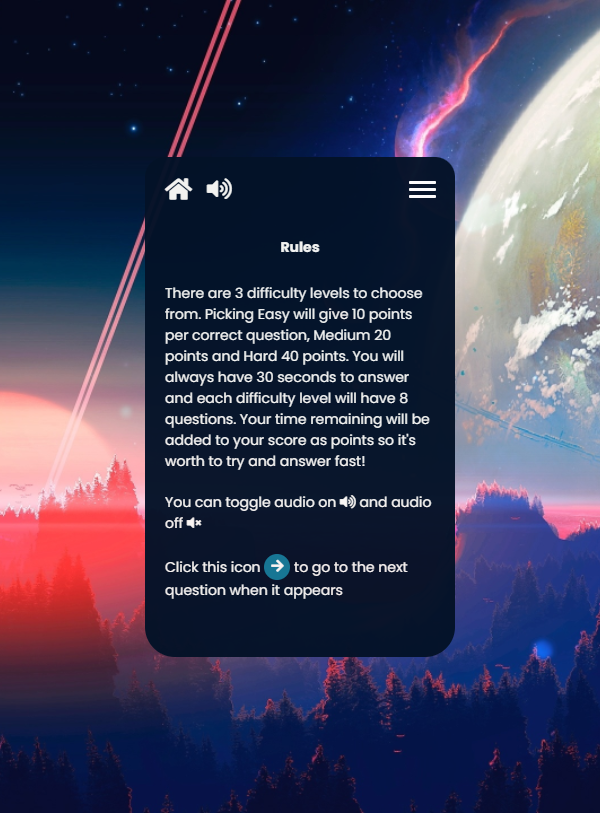 Rules
There are 3 difficulty levels to choose
from. Picking Easy will give 10 points
per correct question, Medium 20
points and Hard 40 points. You will
always have 30 seconds to answer
and each difficulty level will have 8
questions. Your time remaining will be
added to your score as points so it's
worth to try and answer fast!
You can toggle audio on and audio
off
Click this icon to go to the next
question when it appears